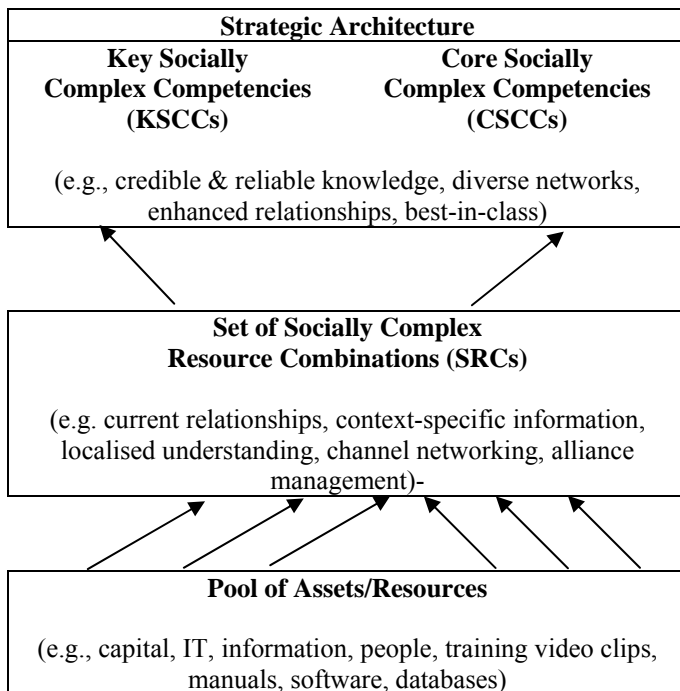 Strategic Architecture
Key Socially Core Socially
Complex Competencies Complex Competencies
(KSCCs) (CSCCs)
(e.g., credible & reliable knowledge, diverse networks,
enhanced relationships, best-in-class)
Set of Socially Complex
Resource Combinations (SRCs)
(e.g. current relationships, context-specific information,
localised understanding, channel networking, alliance
management)-
Pool of Assets/Resources
(e.g., capital, IT, information, people, training video clips,
manuals, software, databases)